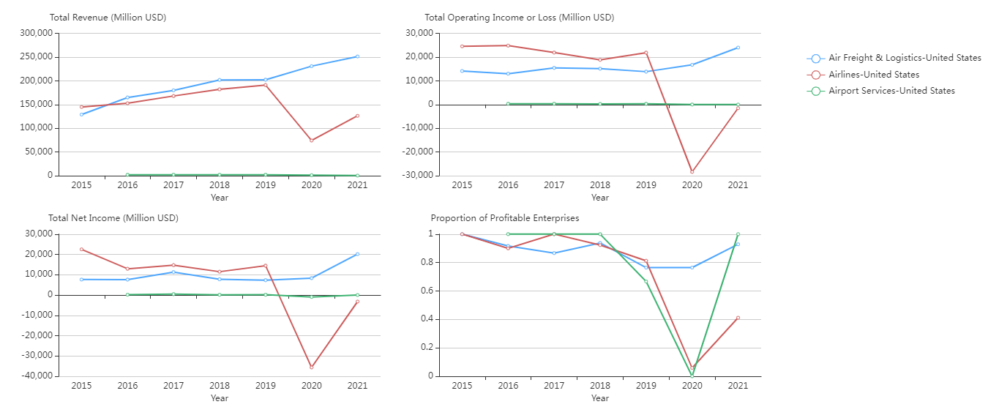 Total Revenue (Million USD)
300,000
250,000
200,000
150,000
100,000
50,000
0
2015 2016 2017 2018 2019 2020 2021
Year
Total Operating Income or Loss (Million USD)
30,000
20,000
10,000
0
-10,000
-20,000
-30,000
2015 2016 2017 2018 2019 2020 2021
Year
Air Freight & Logistics-United States
Airlines-United States
Airport Services-United States
Total Net Income (Million USD)
30,000
20,000
10,000
0
-10,000
-20,000
-30,000
-40,000
2015 2016 2017 2018 2019 2020 2021
Year
Proportion of Profitable Enterprises
1
0.8
0.6
0.4
0.2
0
2015 2016 2017 2018 2019 2020 2021
Year